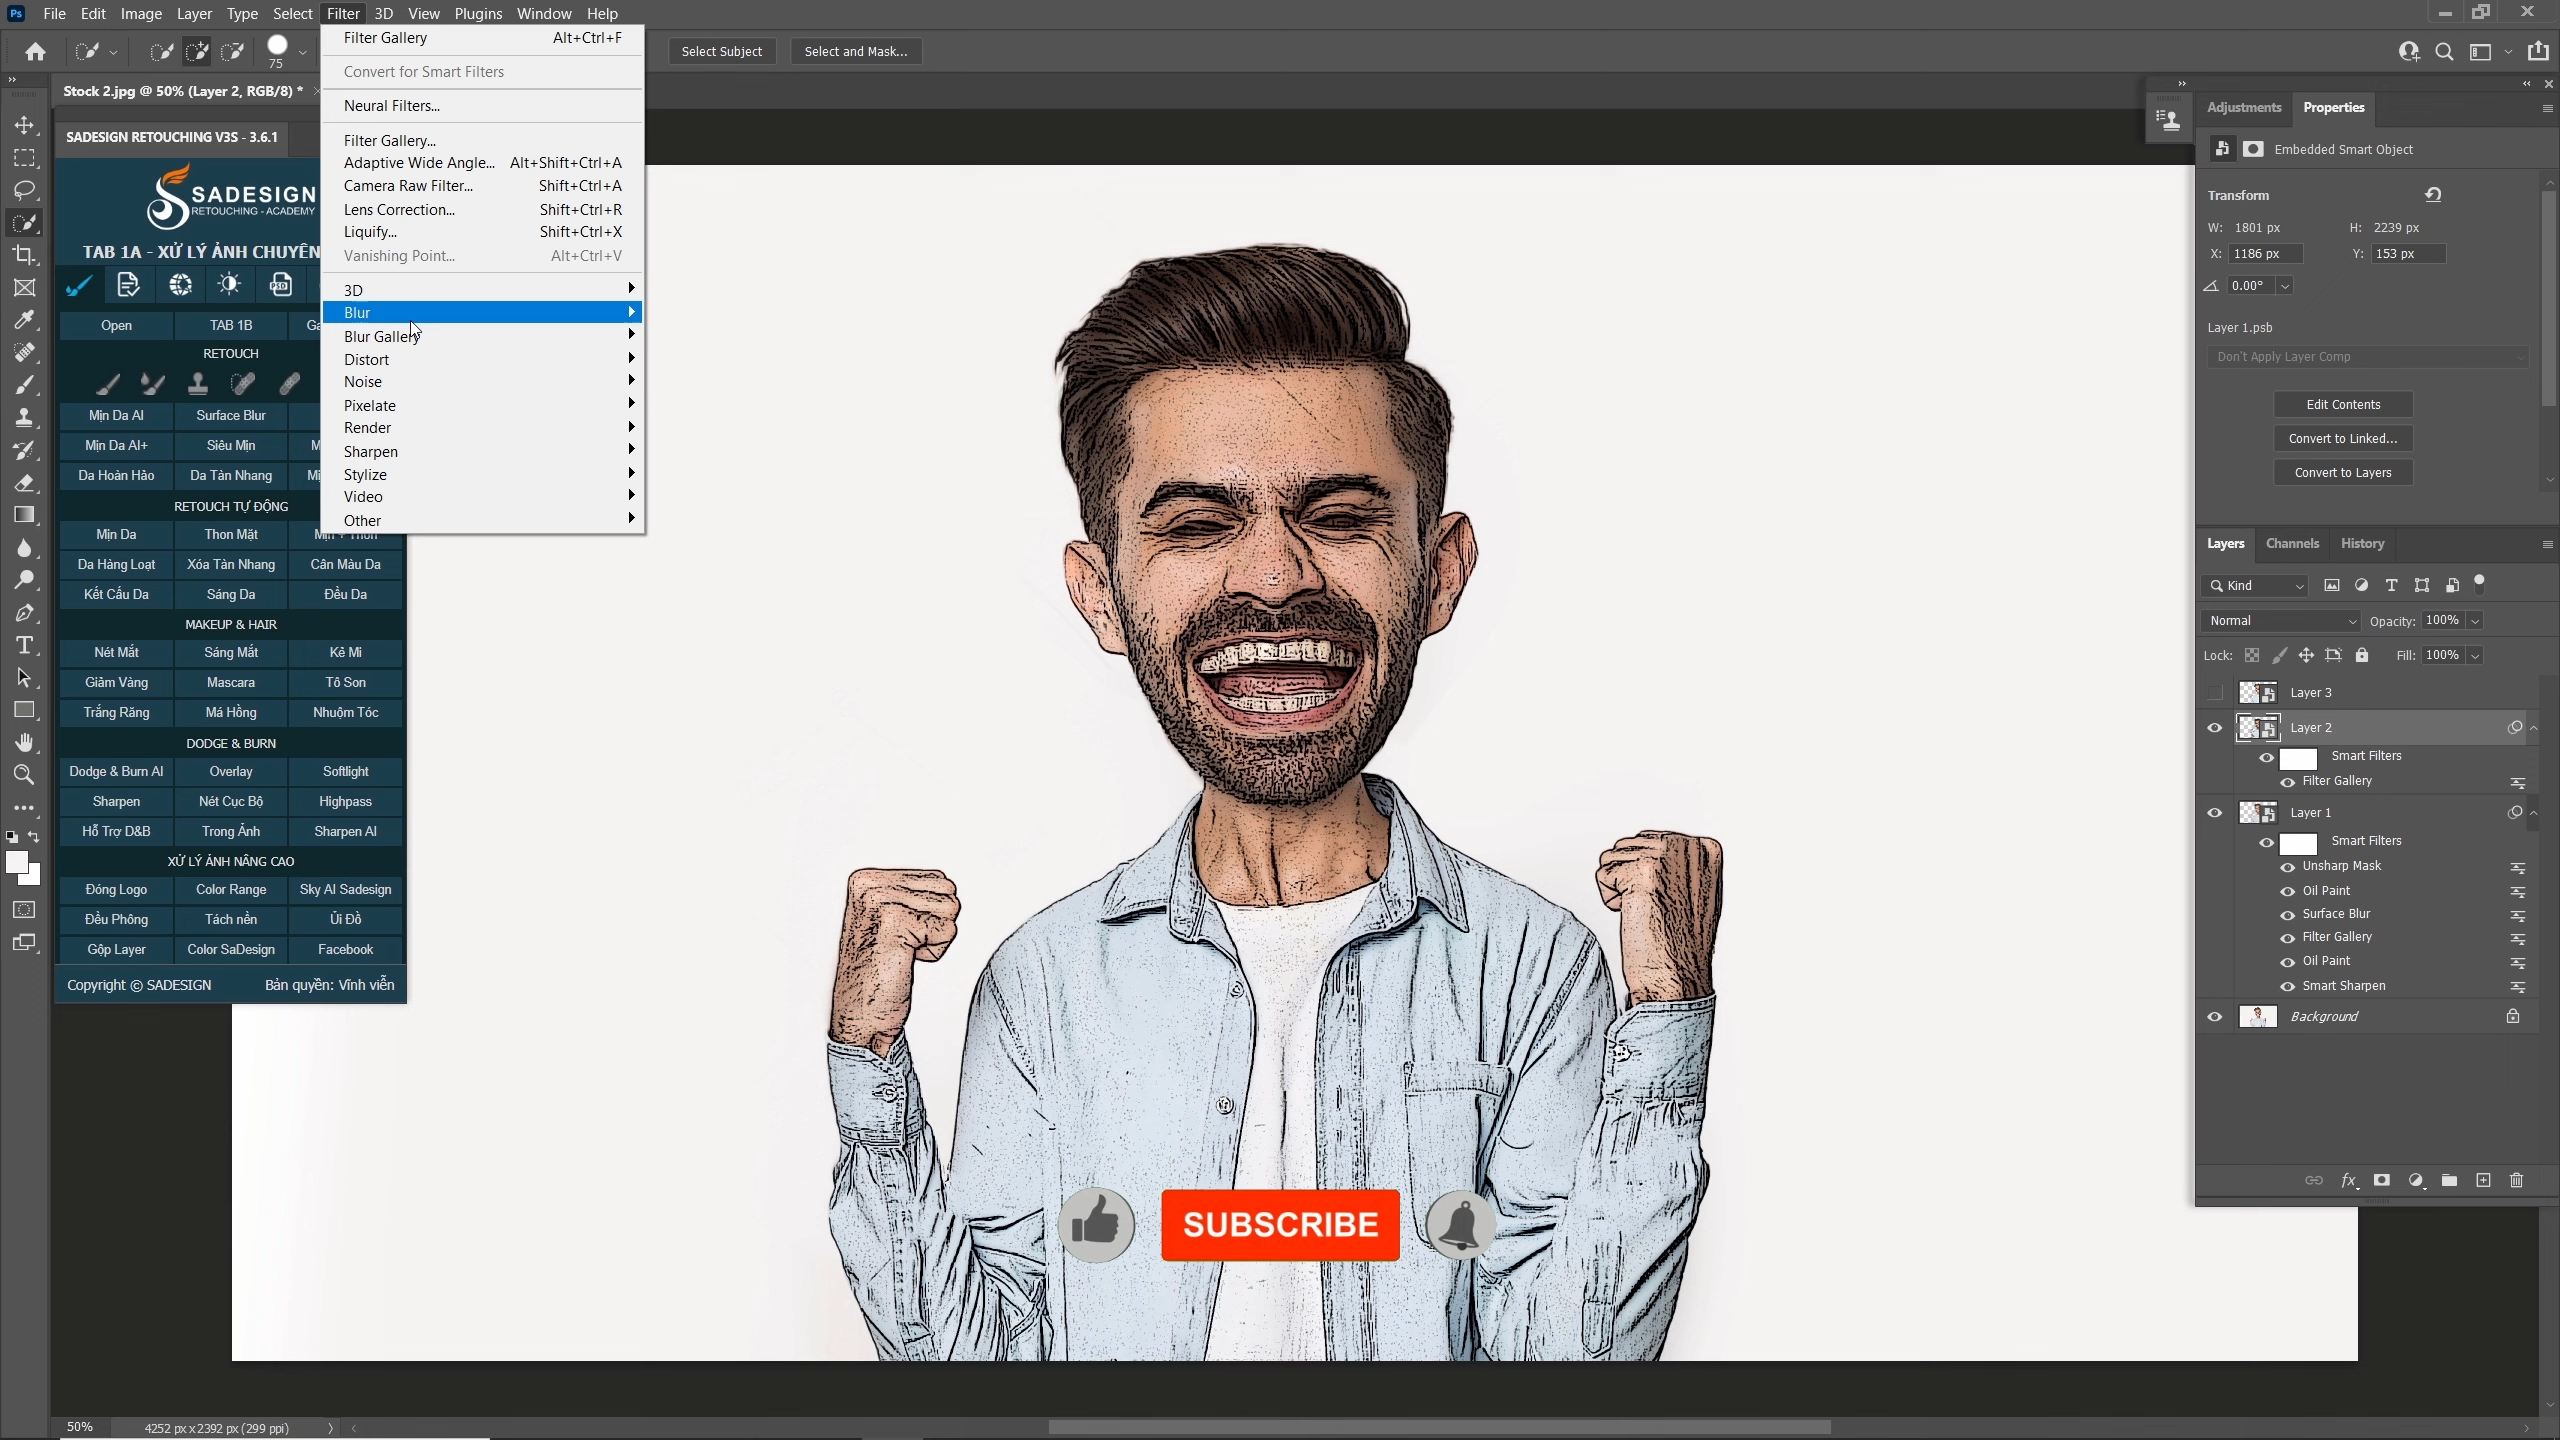 Ps File Edit Image Layer Type Select Filter 3D View Plugins Window Help
75
Select Subject Select and Mask...
Stock 2.jpg @ 50% (Layer 2, RGB/8) *
Filter Gallery Alt+Ctrl+F
Convert for Smart Filters
Neural Filters...
Filter Gallery...
Adaptive Wide Angle... Alt+Shift+Ctrl+A
Camera Raw Filter... Shift+Ctrl+A
Lens Correction... Shift+Ctrl+R
Liquify... Shift+Ctrl+X
Vanishing Point... Alt+Ctrl+V
3D
Blur
Blur Gallery
Distort
Noise
Pixelate
Render
Sharpen
Stylize
Video
Other
SADESIGN RETOUCHING V3S - 3.6.1
SADESIGN
RETOUCHING - ACADEMY
TAB 1A - XỬ LÝ ẢNH CHUYÊN
PSD
Open TAB 1B
RETOUCH
Mịn Da AI Surface Blur
Mịn Da AI+ Siêu Mịn
Da Hoàn Hảo Da Tàn Nhang
RETOUCH TỰ ĐỘNG
Mịn Da Thon Mặt Mịn + Thon
Da Hàng Loạt Xóa Tàn Nhang Cân Màu Da
Kết Cấu Da Sáng Da Đều Da
MAKEUP & HAIR
Nét Mắt Sáng Mắt Kẻ Mi
Giảm Vàng Mascara Tô Son
Trắng Răng Má Hồng Nhuộm Tóc
DODGE & BURN
Dodge & Burn AI Overlay Softlight
Sharpen Nét Cục Bộ Highpass
Hỗ Trợ D&B Trong Ảnh Sharpen AI
XỬ LÝ ẢNH NÂNG CAO
Đóng Logo Color Range Sky AI Sadesign
Đều Phông Tách nền Ủi Đồ
Gộp Layer Color SaDesign Facebook
Copyright © SADESIGN Bản quyền: Vĩnh viễn
SUBSCRIBE
Adjustments Properties
Embedded Smart Object
Transform
W: 1801 px H: 2239 px
X: 1186 px Y: 153 px
0.00°
Layer 1.psb
Don't Apply Layer Comp
Edit Contents
Convert to Linked...
Convert to Layers
Layers Channels History
Kind
Normal Opacity: 100%
Lock: Fill: 100%
Layer 3
Layer 2
Smart Filters
Filter Gallery
Layer 1
Smart Filters
Unsharp Mask
Oil Paint
Surface Blur
Filter Gallery
Oil Paint
Smart Sharpen
Background
fx
50% 4252 px x 2392 px (299 ppi)